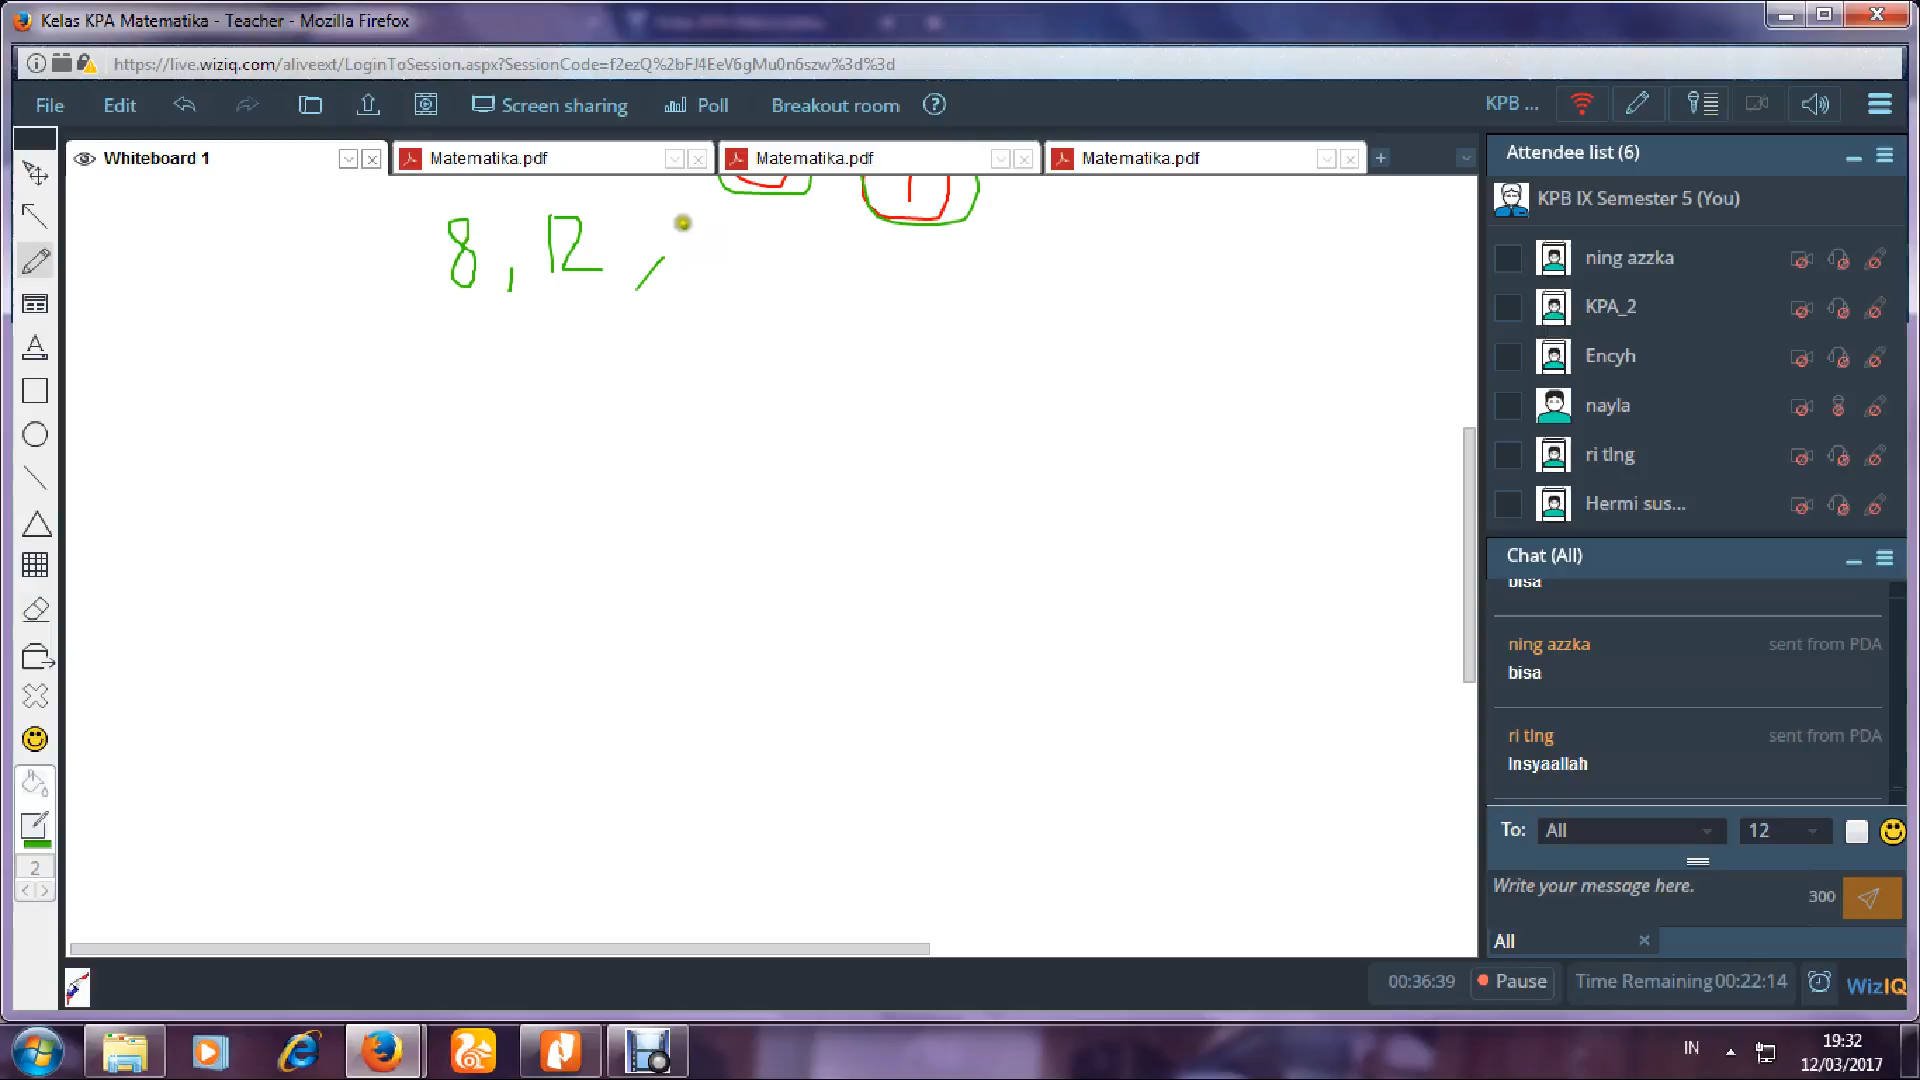 Kelas KPA Matematika - Teacher - Mozilla Firefox
https://live.wiziq.com/aliveext/LoginToSession.aspx?SessionCode=f2ezQ%2bFJ4EeV6gMu0n6szw%3d%3d
File Edit Screen sharing Poll Breakout room ? KPB ...
Whiteboard 1 Matematika.pdf Matematika.pdf Matematika.pdf
8, 12,
Attendee list (6)
KPB IX Semester 5 (You)
ning azzka
KPA_2
Encyh
nayla
ri tlng
Hermi sus...
Chat (All)
bisa
ning azzka sent from PDA
bisa
ri tlng sent from PDA
Insyaallah
To: All 12
Write your message here. 300
All
2
00:36:39 Pause Time Remaining 00:22:14 WizIQ
IN 19:32
12/03/2017